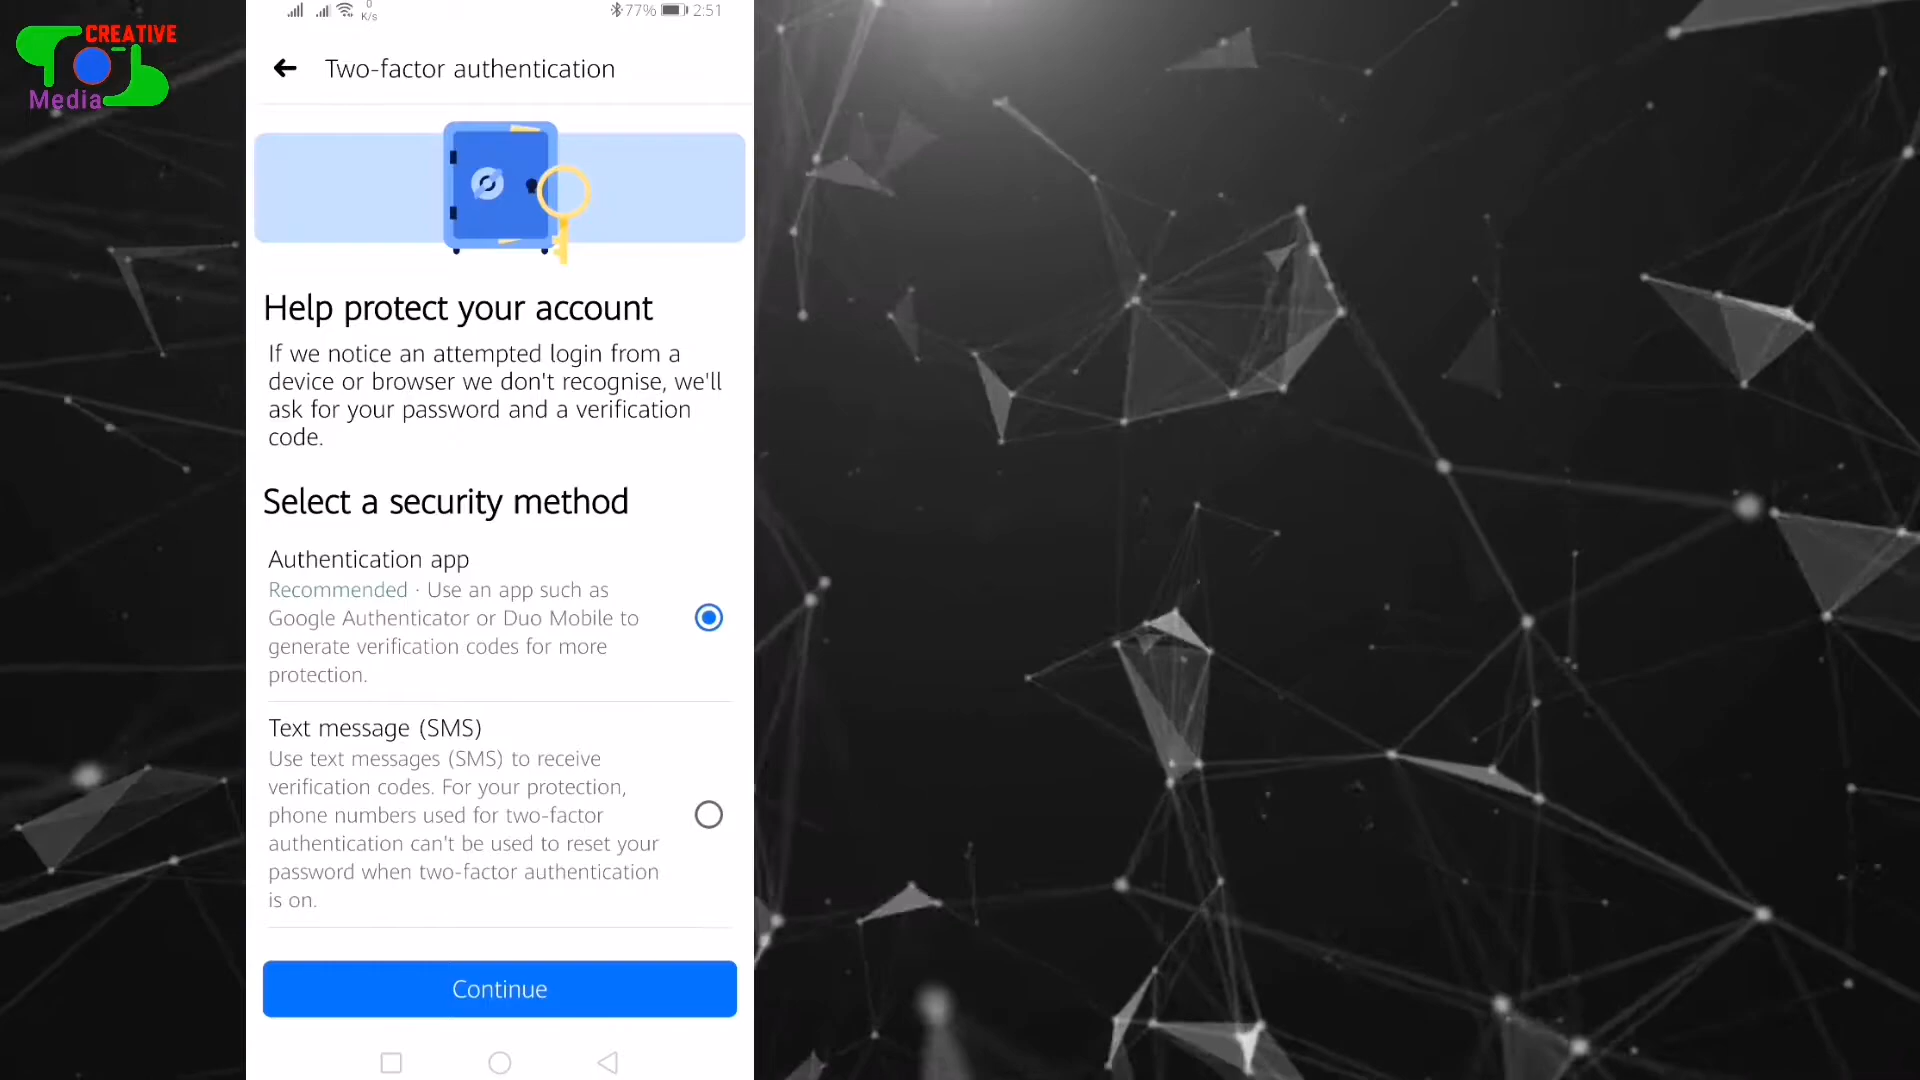 CREATIVE
Media
0
K/s
77%
2:51
Two-factor authentication
Help protect your account
If we notice an attempted login from a
device or browser we don't recognise, we'll
ask for your password and a verification
code.
Select a security method
Authentication app
Recommended · Use an app such as
Google Authenticator or Duo Mobile to
generate verification codes for more
protection.
Text message (SMS)
Use text messages (SMS) to receive
verification codes. For your protection,
phone numbers used for two-factor
authentication can't be used to reset your
password when two-factor authentication
is on.
Continue